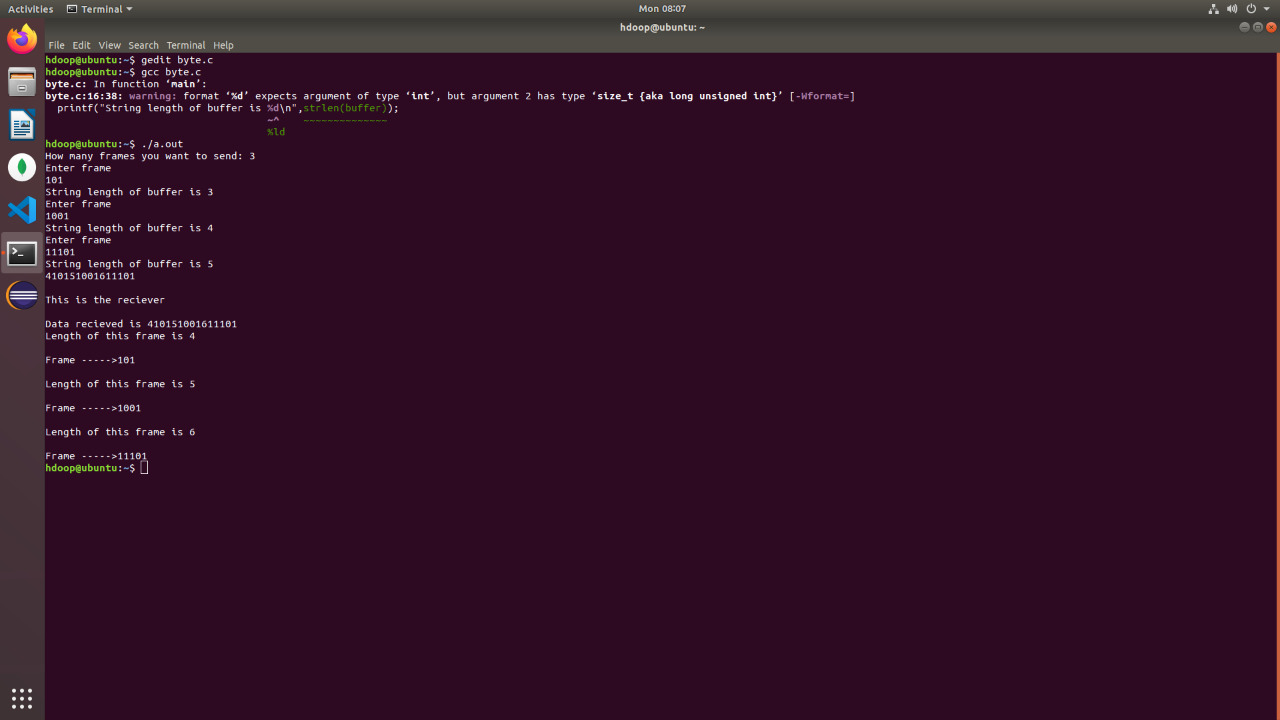 Activities Terminal Mon 08:07
hdoop@ubuntu: ~
File Edit View Search Terminal Help
hdoop@ubuntu:~$ gedit byte.c
hdoop@ubuntu:~$ gcc byte.c
byte.c: In function ‘main’:
byte.c:16:38: warning: format ‘%d’ expects argument of type ‘int’, but argument 2 has type ‘size_t {aka long unsigned int}’ [-Wformat=]
  printf("String length of buffer is %d\n",strlen(buffer));
                                     ~^    ~~~~~~~~~~~~~~
                                     %ld
hdoop@ubuntu:~$ ./a.out
How many frames you want to send: 3
Enter frame
101
String length of buffer is 3
Enter frame
1001
String length of buffer is 4
Enter frame
11101
String length of buffer is 5
410151001611101
This is the reciever
Data recieved is 410151001611101
Length of this frame is 4
Frame ----->101
Length of this frame is 5
Frame ----->1001
Length of this frame is 6
Frame ----->11101
hdoop@ubuntu:~$